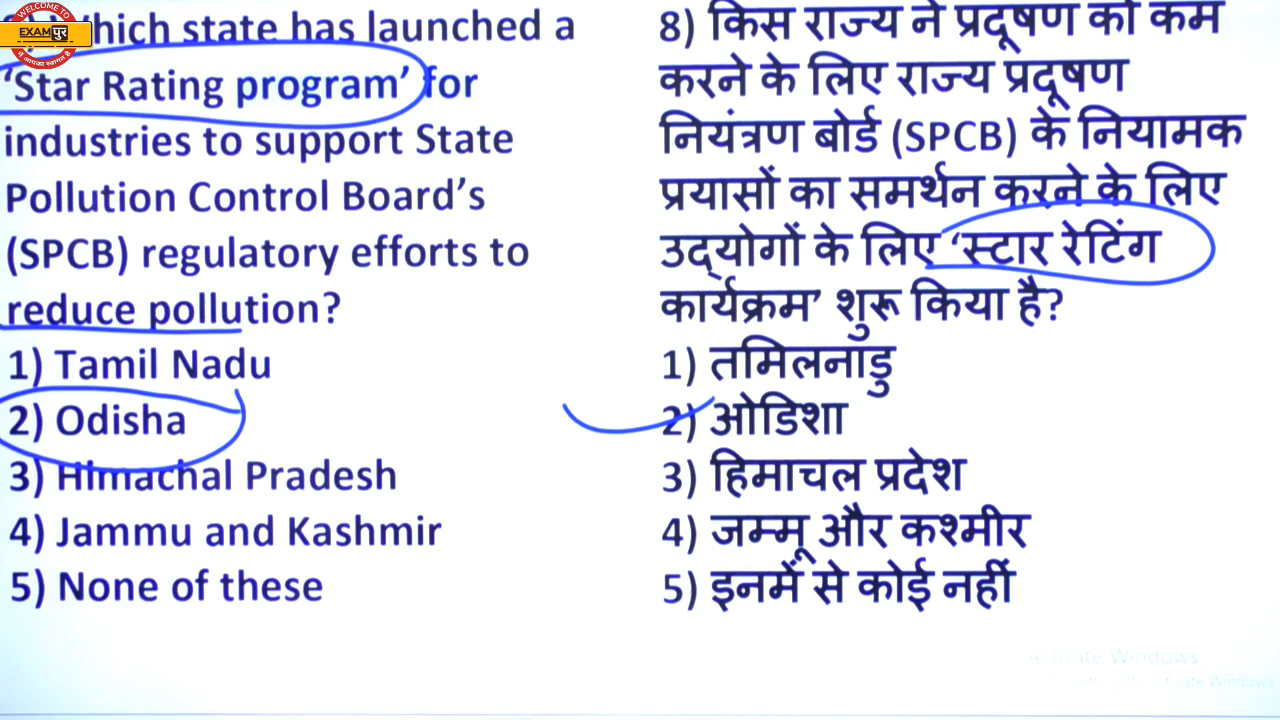 WELCOME TO
EXAMपुर
में आपका स्वागत है
hich state has launched a
‘Star Rating program’ for
industries to support State
Pollution Control Board’s
(SPCB) regulatory efforts to
reduce pollution?
1) Tamil Nadu
2) Odisha
3) Himachal Pradesh
4) Jammu and Kashmir
5) None of these
8) किस राज्य ने प्रदूषण को कम
करने के लिए राज्य प्रदूषण
नियंत्रण बोर्ड (SPCB) के नियामक
प्रयासों का समर्थन करने के लिए
उद्योगों के लिए ‘स्टार रेटिंग
कार्यक्रम’ शुरू किया है?
1) तमिलनाडु
2) ओडिशा
3) हिमाचल प्रदेश
4) जम्मू और कश्मीर
5) इनमें से कोई नहीं
Activate Windows